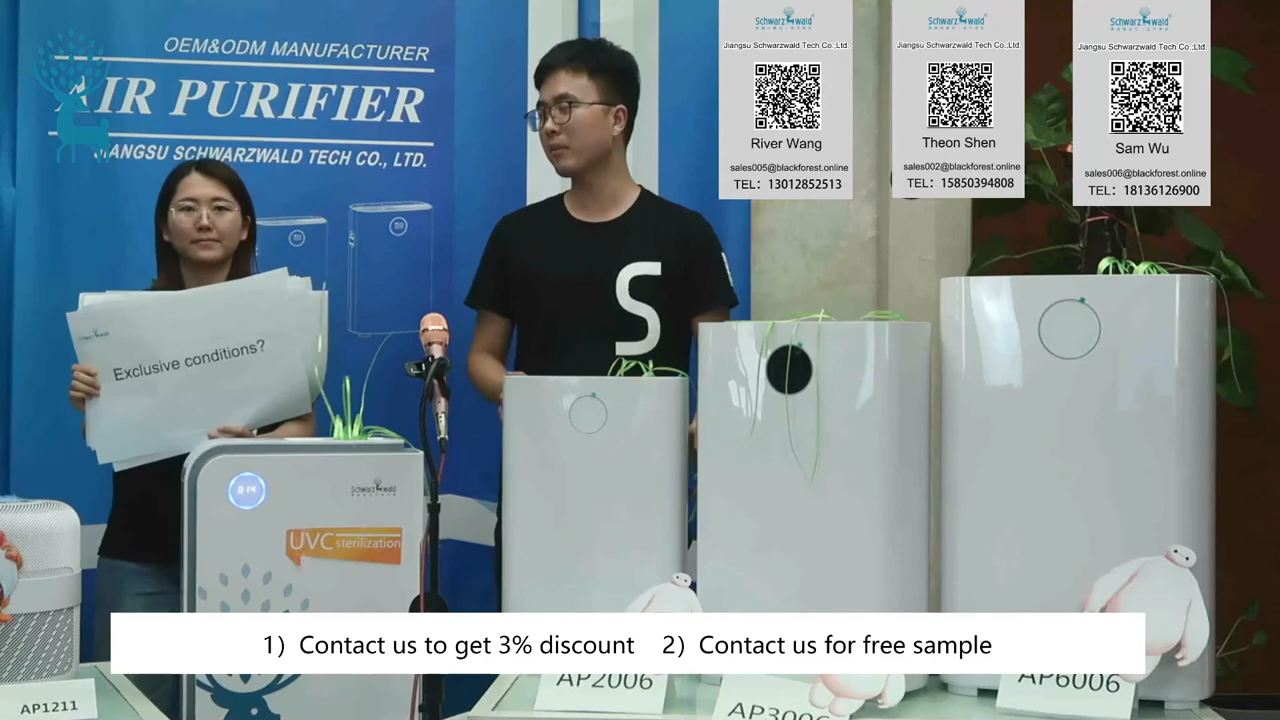 OEM&ODM MANUFACTURER
AIR PURIFIER
JIANGSU SCHWARZWALD TECH CO., LTD.
Schwarzwald
Jiangsu Schwarzwald Tech Co.,Ltd.
River Wang
sales005@blackforest.online
TEL：13012852513
Schwarzwald
Jiangsu Schwarzwald Tech Co.,Ltd.
Theon Shen
sales002@blackforest.online
TEL：15850394808
Schwarzwald
Jiangsu Schwarzwald Tech Co.,Ltd.
Sam Wu
sales006@blackforest.online
TEL：18136126900
Exclusive conditions?
S
014
Schwarzwald
UVC sterilization
1）Contact us to get 3% discount 2）Contact us for free sample
AP1211
AP2006
AP3006
AP6006